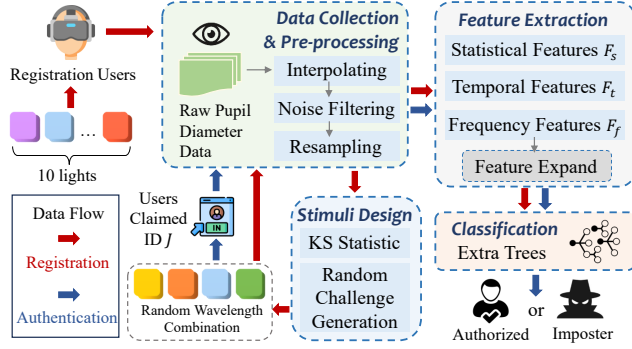 Registration Users
…
10 lights
Data Flow
Registration
Authentication
Data Collection
& Pre-processing
Raw Pupil
Diameter
Data
Interpolating
Noise Filtering
Resampling
Users
Claimed
ID J
IN
Random Wavelength
Combination
Stimuli Design
KS Statistic
Random
Challenge
Generation
Feature Extraction
Statistical Features Fₛ
Temporal Features Fₜ
Frequency Features F_f
Feature Expand
Classification
Extra Trees
or
Authorized
Imposter